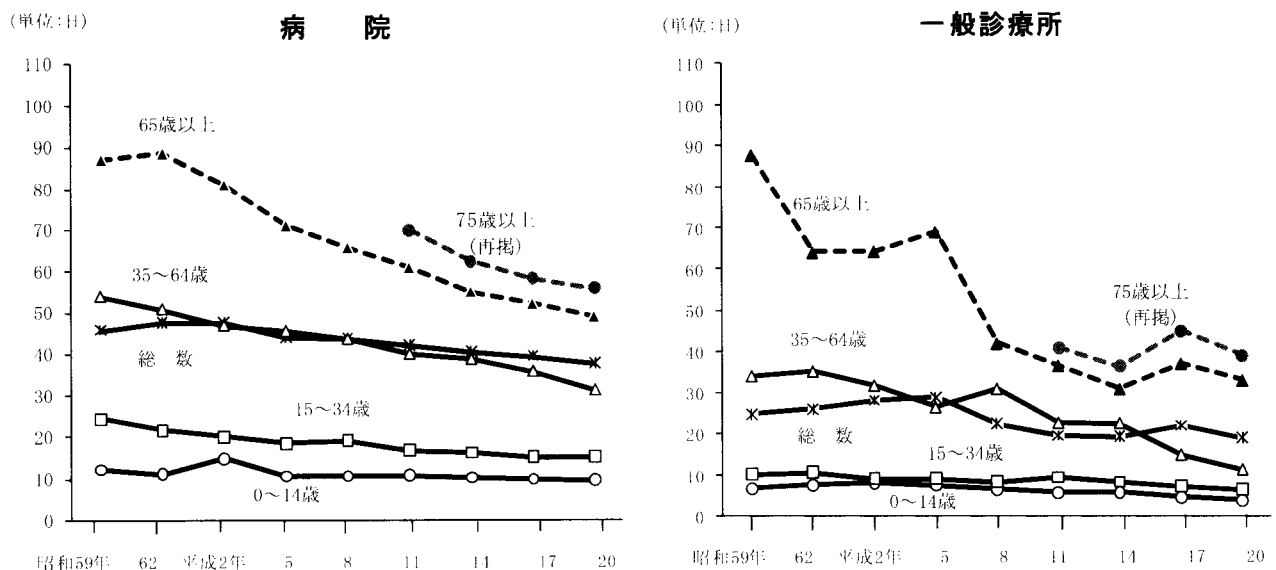 (単位:日)
病 院
110
100
90
80
70
60
50
40
30
20
10
0
65歳以上
75歳以上
(再掲)
35～64歳
総 数
15～34歳
0～14歳
昭和59年 62 平成2年 5 8 11 14 17 20
(単位:日)
一般診療所
110
100
90
80
70
60
50
40
30
20
10
0
65歳以上
75歳以上
(再掲)
35～64歳
総 数
15～34歳
0～14歳
昭和59年 62 平成2年 5 8 11 14 17 20